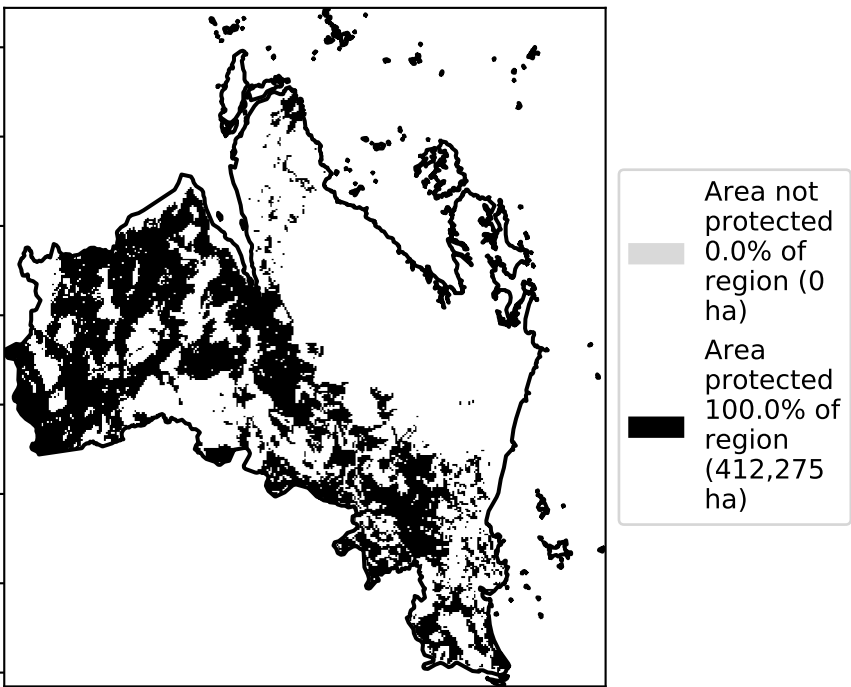 Area not
protected
0.0% of
region (0
ha)
Area
protected
100.0% of
region
(412,275
ha)